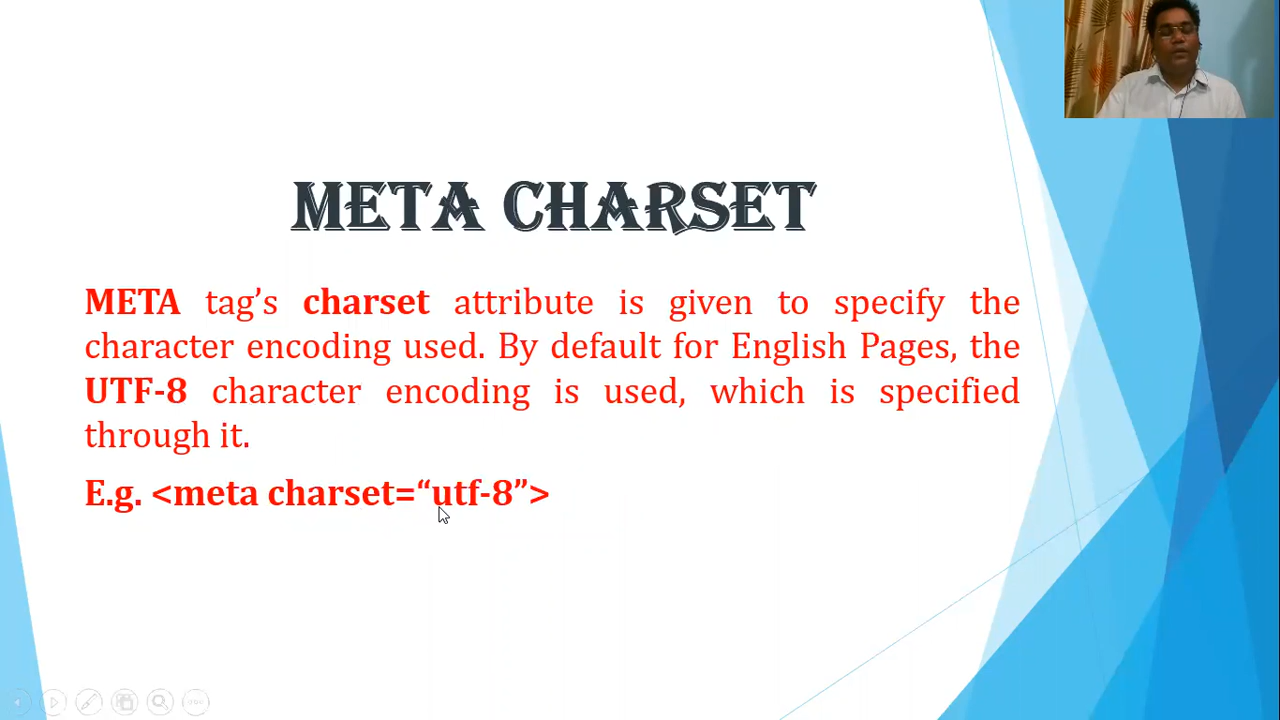 META CHARSET
META tag’s charset attribute is given to specify the
character encoding used. By default for English Pages, the
UTF-8 character encoding is used, which is specified
through it.
E.g. <meta charset=“utf-8”>